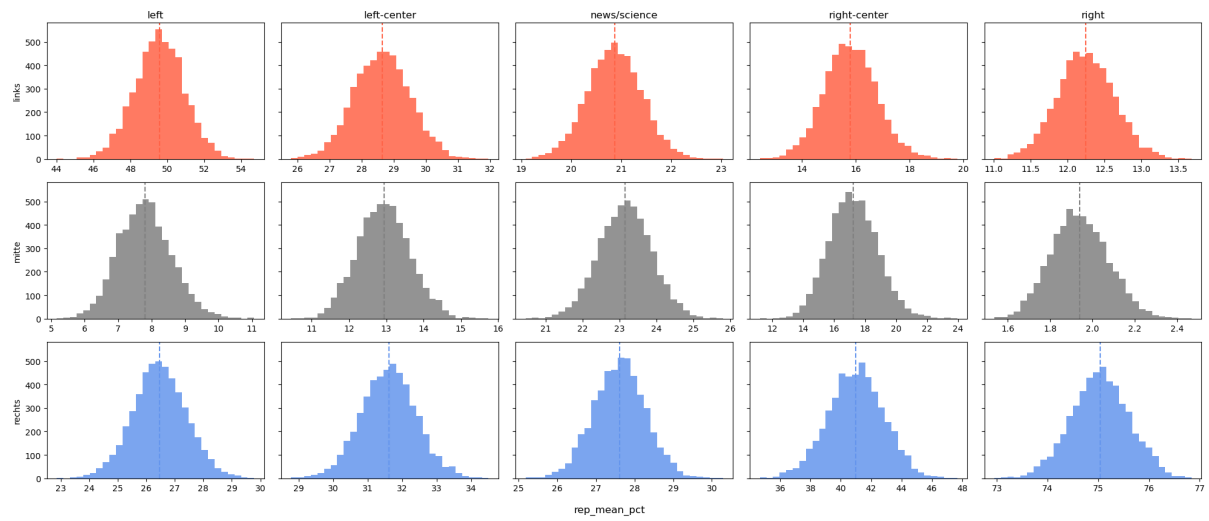 left left-center news/science right-center right
links
500
400
300
200
100
0
44 46 48 50 52 54
26 27 28 29 30 31 32
19 20 21 22 23
14 16 18 20
11.0 11.5 12.0 12.5 13.0 13.5
mitte
500
400
300
200
100
0
5 6 7 8 9 10 11
11 12 13 14 15 16
21 22 23 24 25 26
12 14 16 18 20 22 24
1.6 1.8 2.0 2.2 2.4
rechts
500
400
300
200
100
0
23 24 25 26 27 28 29 30
29 30 31 32 33 34
25 26 27 28 29 30
36 38 40 42 44 46 48
73 74 75 76 77
rep_mean_pct